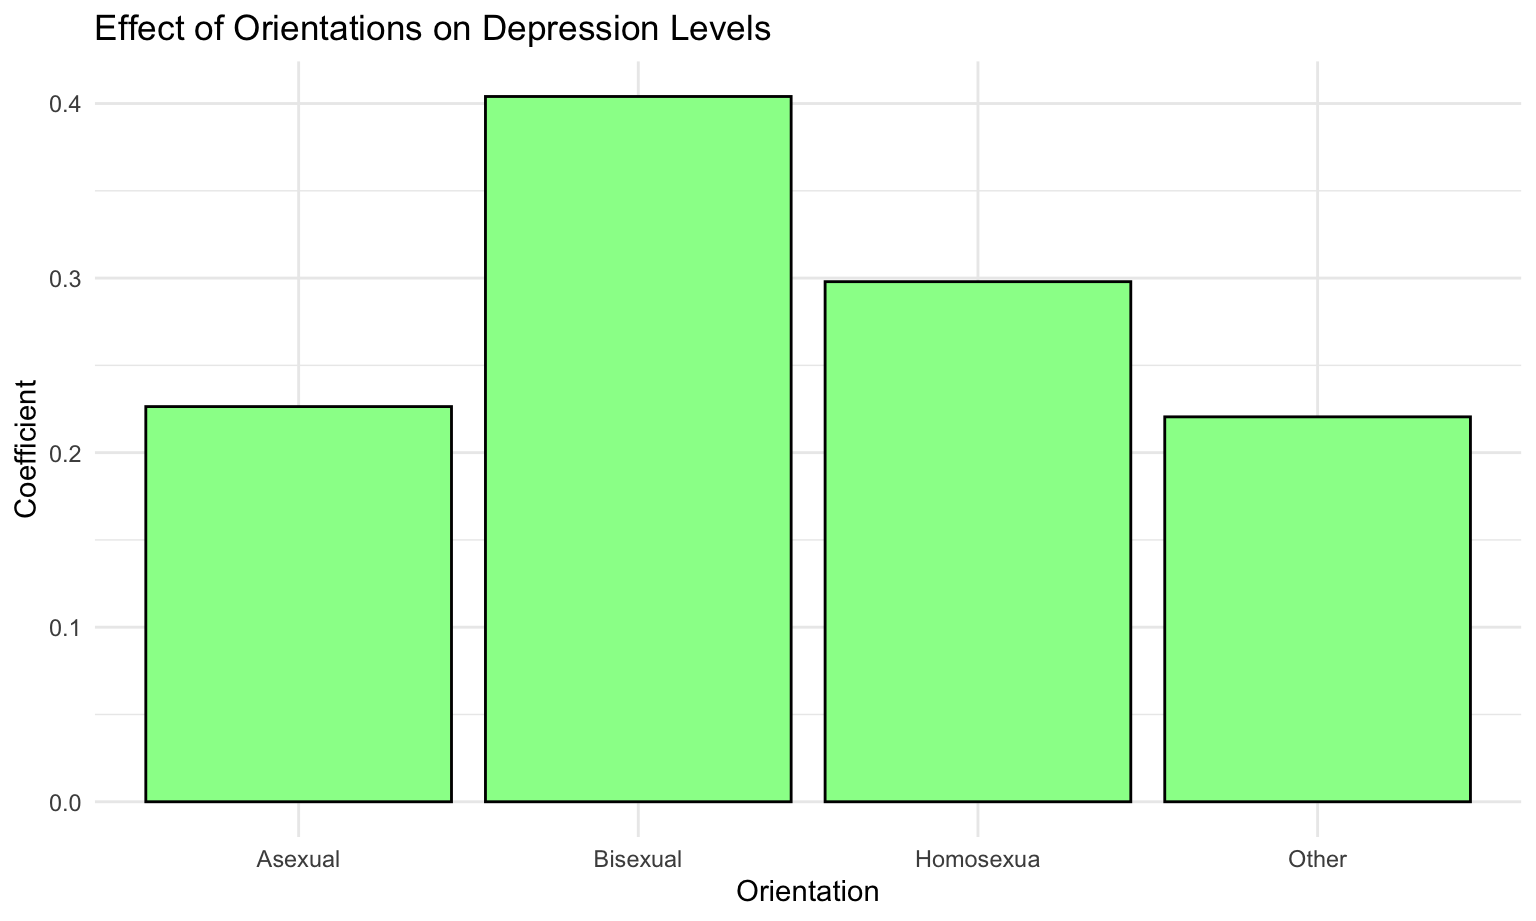 Effect of Orientations on Depression Levels
Coefficient
0.4
0.3
0.2
0.1
0.0
Asexual Bisexual Homosexua Other
Orientation